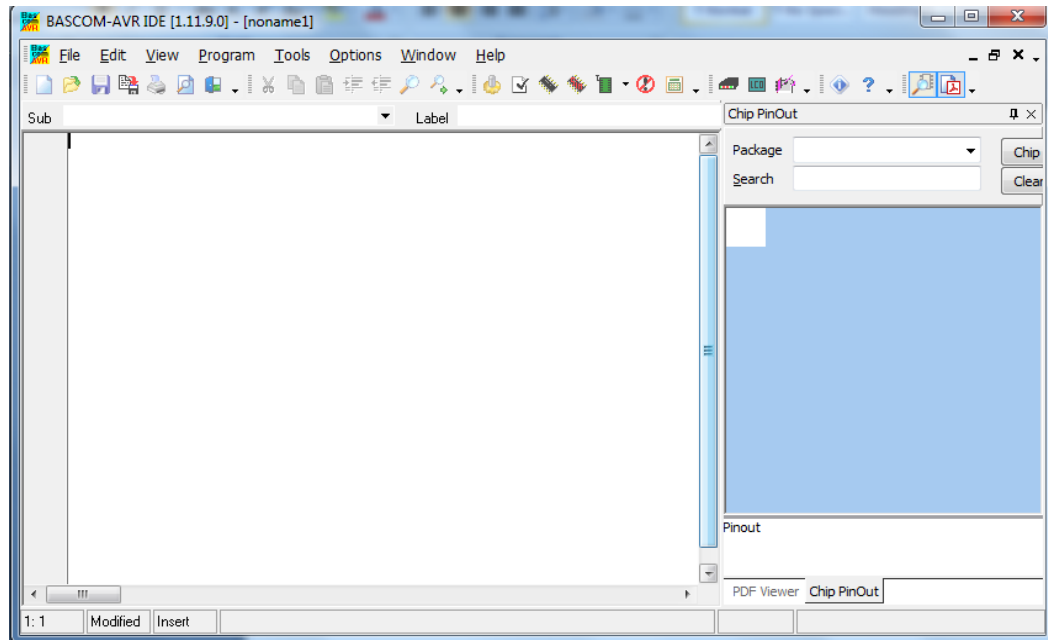 BASCOM-AVR IDE [1.11.9.0] - [noname1]
File Edit View Program Tools Options Window Help
Sub Label
Chip PinOut
Package Chip
Search Clear
Pinout
PDF Viewer Chip PinOut
1: 1 Modified Insert